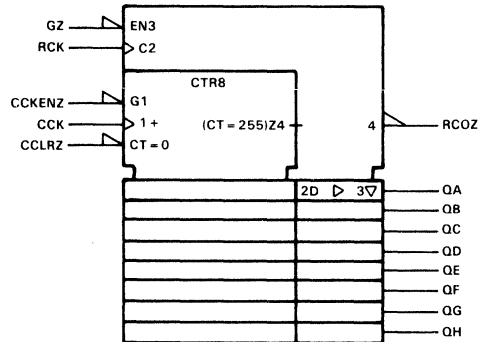 GZ EN3
RCK C2
CTR8
CCKENZ G1
CCK 1+ (CT = 255)Z4 4 RCOZ
CCLRZ CT = 0
2D ▷ 3▽ QA
QB
QC
QD
QE
QF
QG
QH